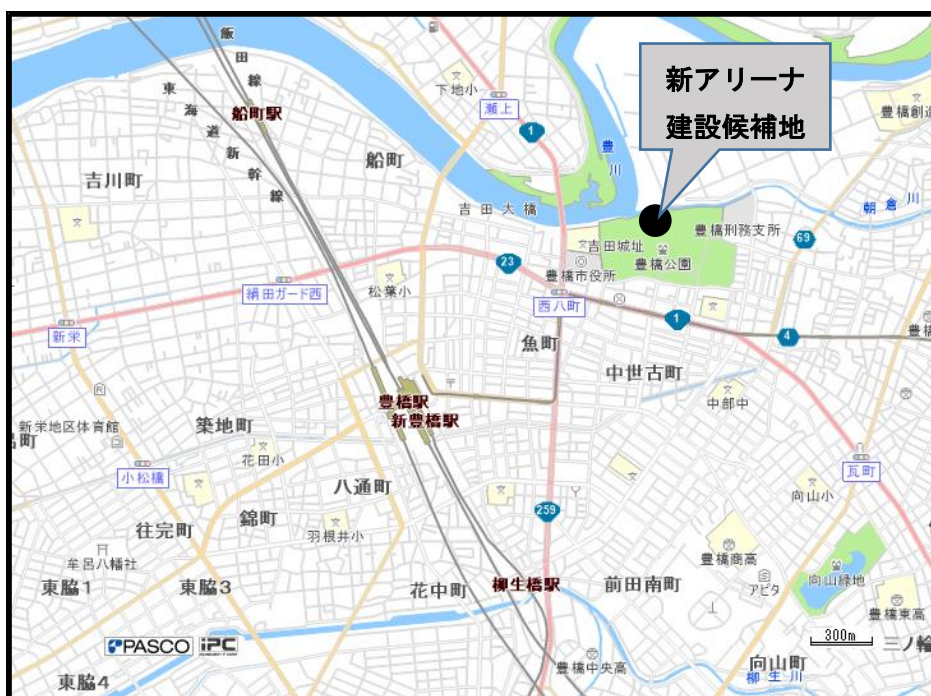 新アリーナ
建設候補地
飯田線
東海道新幹線
船町駅
下地小
瀬上
1
豊川
豊橋創造
朝倉川
吉川町
船町
吉田大橋
吉田城址
豊橋公園
豊橋刑務支所
69
豊橋市役所
23
絹田ガード西
松葉小
西八町
1
4
新栄
魚町
中世古町
豊橋駅
新豊橋駅
中部中
新栄地区体育館
築地町
花田小
小松橋
八通町
瓦町
向山小
259
往完町
錦町
羽根井小
豊橋商高
アピタ
向山緑地
牟呂八幡社
東脇1
東脇3
花中町
柳生橋駅
前田南町
豊橋東高
300m
三ノ輪
PASCO iPC
東脇4
豊橋中央高
向山町
柳生川